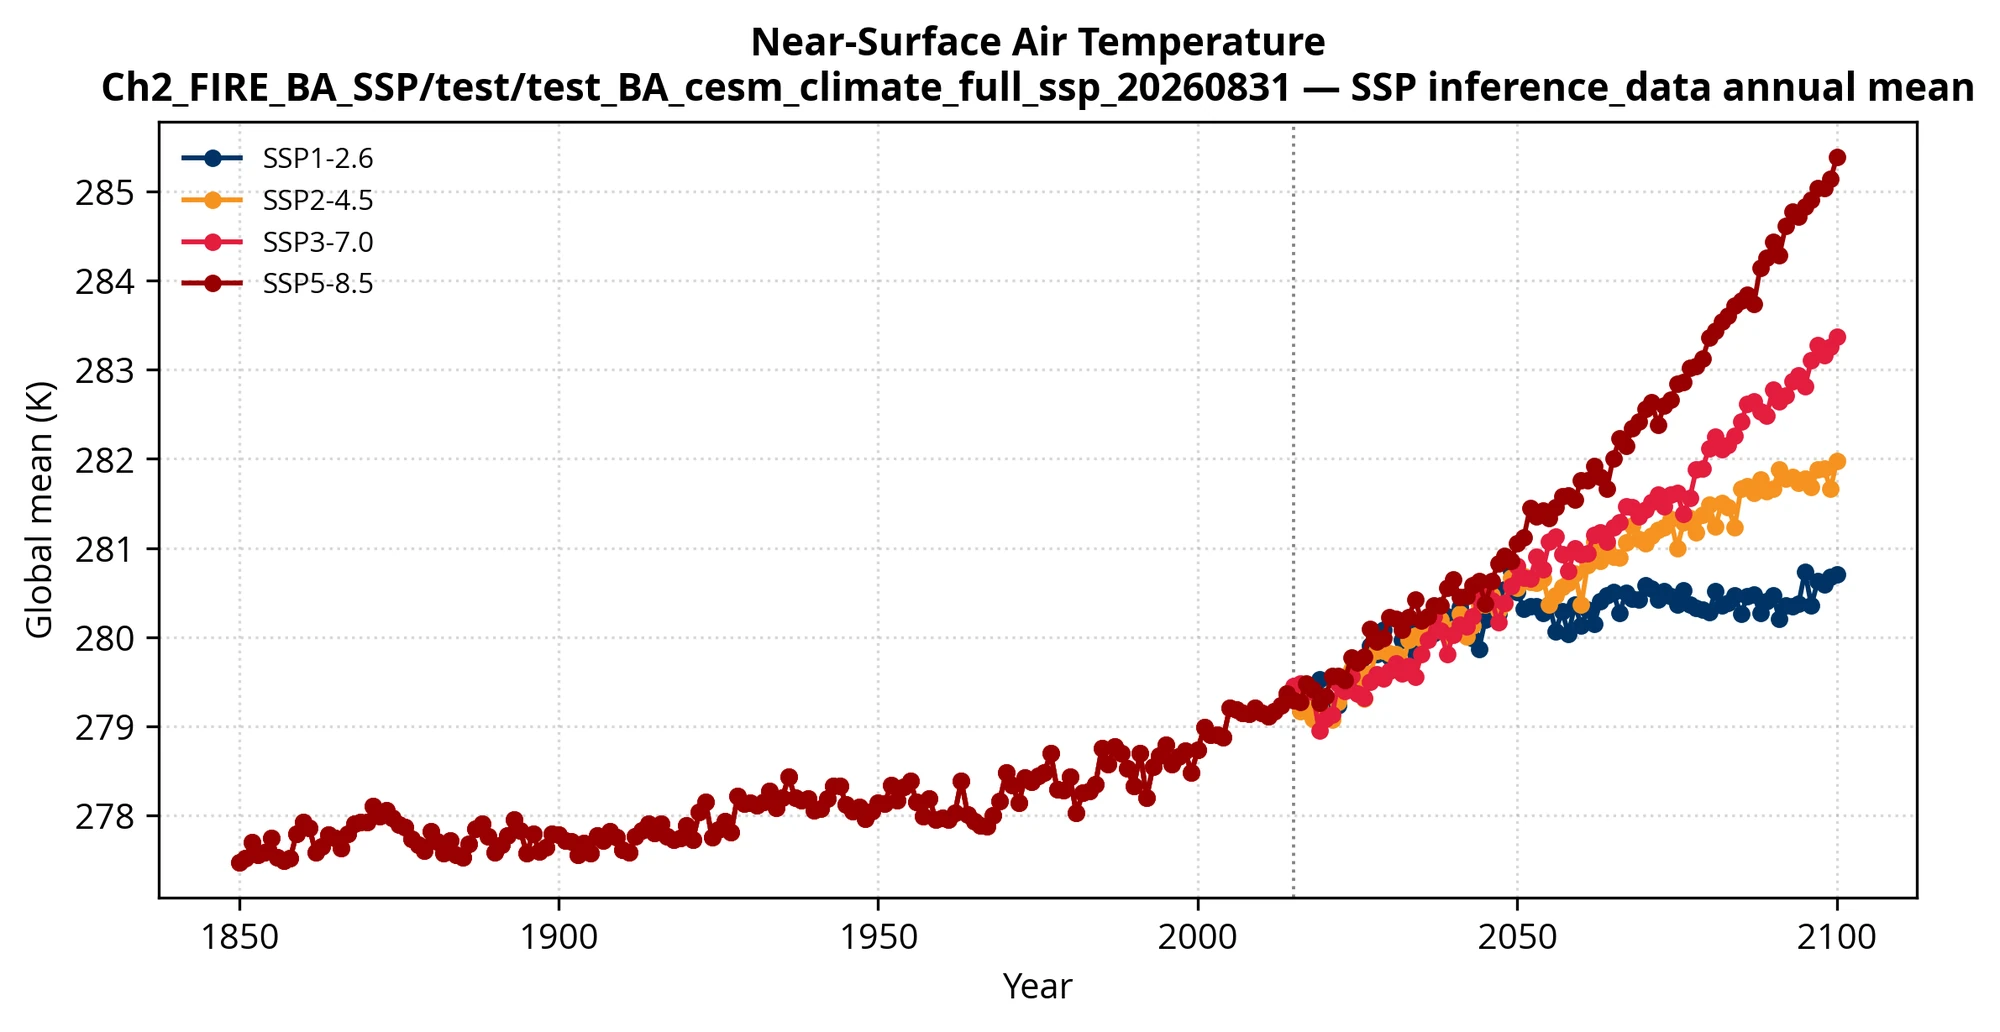 Near-Surface Air Temperature
Ch2_FIRE_BA_SSP/test/test_BA_cesm_climate_full_ssp_20260831 — SSP inference_data annual mean
SSP1-2.6
SSP2-4.5
SSP3-7.0
SSP5-8.5
285
284
283
282
281
280
279
278
Global mean (K)
1850 1900 1950 2000 2050 2100
Year